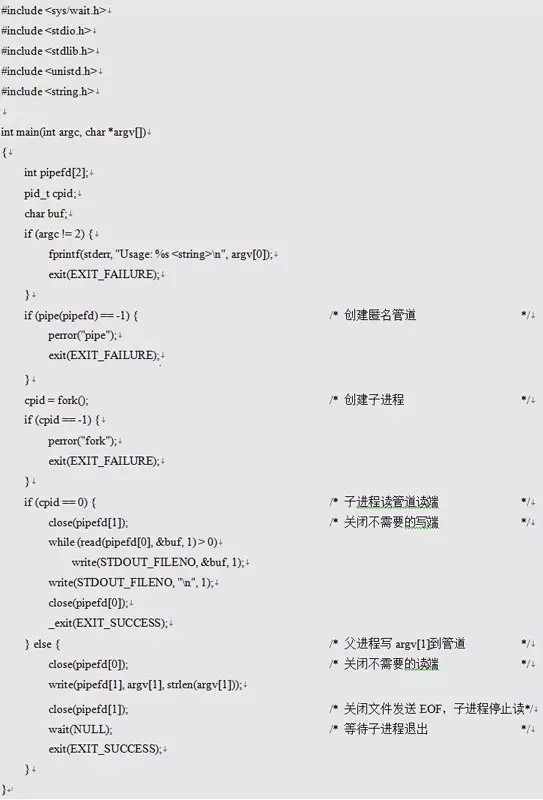 #include <sys/wait.h>↓
#include <stdio.h>↓
#include <stdlib.h>↓
#include <unistd.h>↓
#include <string.h>↓
↓
int main(int argc, char *argv[])↓
{↓
int pipefd[2];↓
pid_t cpid;↓
char buf;↓
if (argc != 2) {↓
fprintf(stderr, "Usage: %s <string>\n", argv[0]);↓
exit(EXIT_FAILURE);↓
}↓
if (pipe(pipefd) == -1) { /* 创建匿名管道 */↓
perror("pipe");↓
exit(EXIT_FAILURE);↓
}↓
cpid = fork(); /* 创建子进程 */↓
if (cpid == -1) {↓
perror("fork");↓
exit(EXIT_FAILURE);↓
}↓
if (cpid == 0) { /* 子进程读管道读端 */↓
close(pipefd[1]); /* 关闭不需要的写端 */↓
while (read(pipefd[0], &buf, 1) > 0)↓
write(STDOUT_FILENO, &buf, 1);↓
write(STDOUT_FILENO, "\n", 1);↓
close(pipefd[0]);↓
_exit(EXIT_SUCCESS);↓
} else { /* 父进程写 argv[1]到管道 */↓
close(pipefd[0]); /* 关闭不需要的读端 */↓
write(pipefd[1], argv[1], strlen(argv[1]));↓
close(pipefd[1]); /* 关闭文件发送 EOF，子进程停止读*/↓
wait(NULL); /* 等待子进程退出 */↓
exit(EXIT_SUCCESS);↓
}↓
}↓